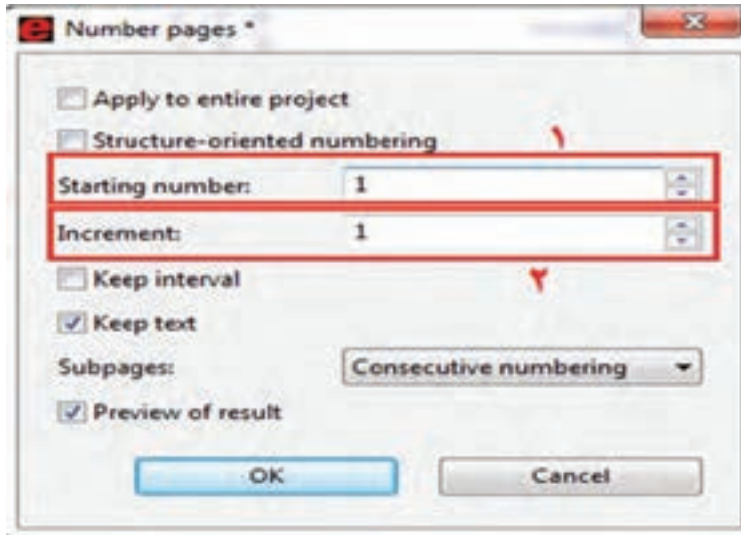 e Number pages *
Apply to entire project
Structure-oriented numbering ۱
Starting number: 1
Increment: 1
Keep interval ۲
Keep text
Subpages: Consecutive numbering
Preview of result
OK Cancel